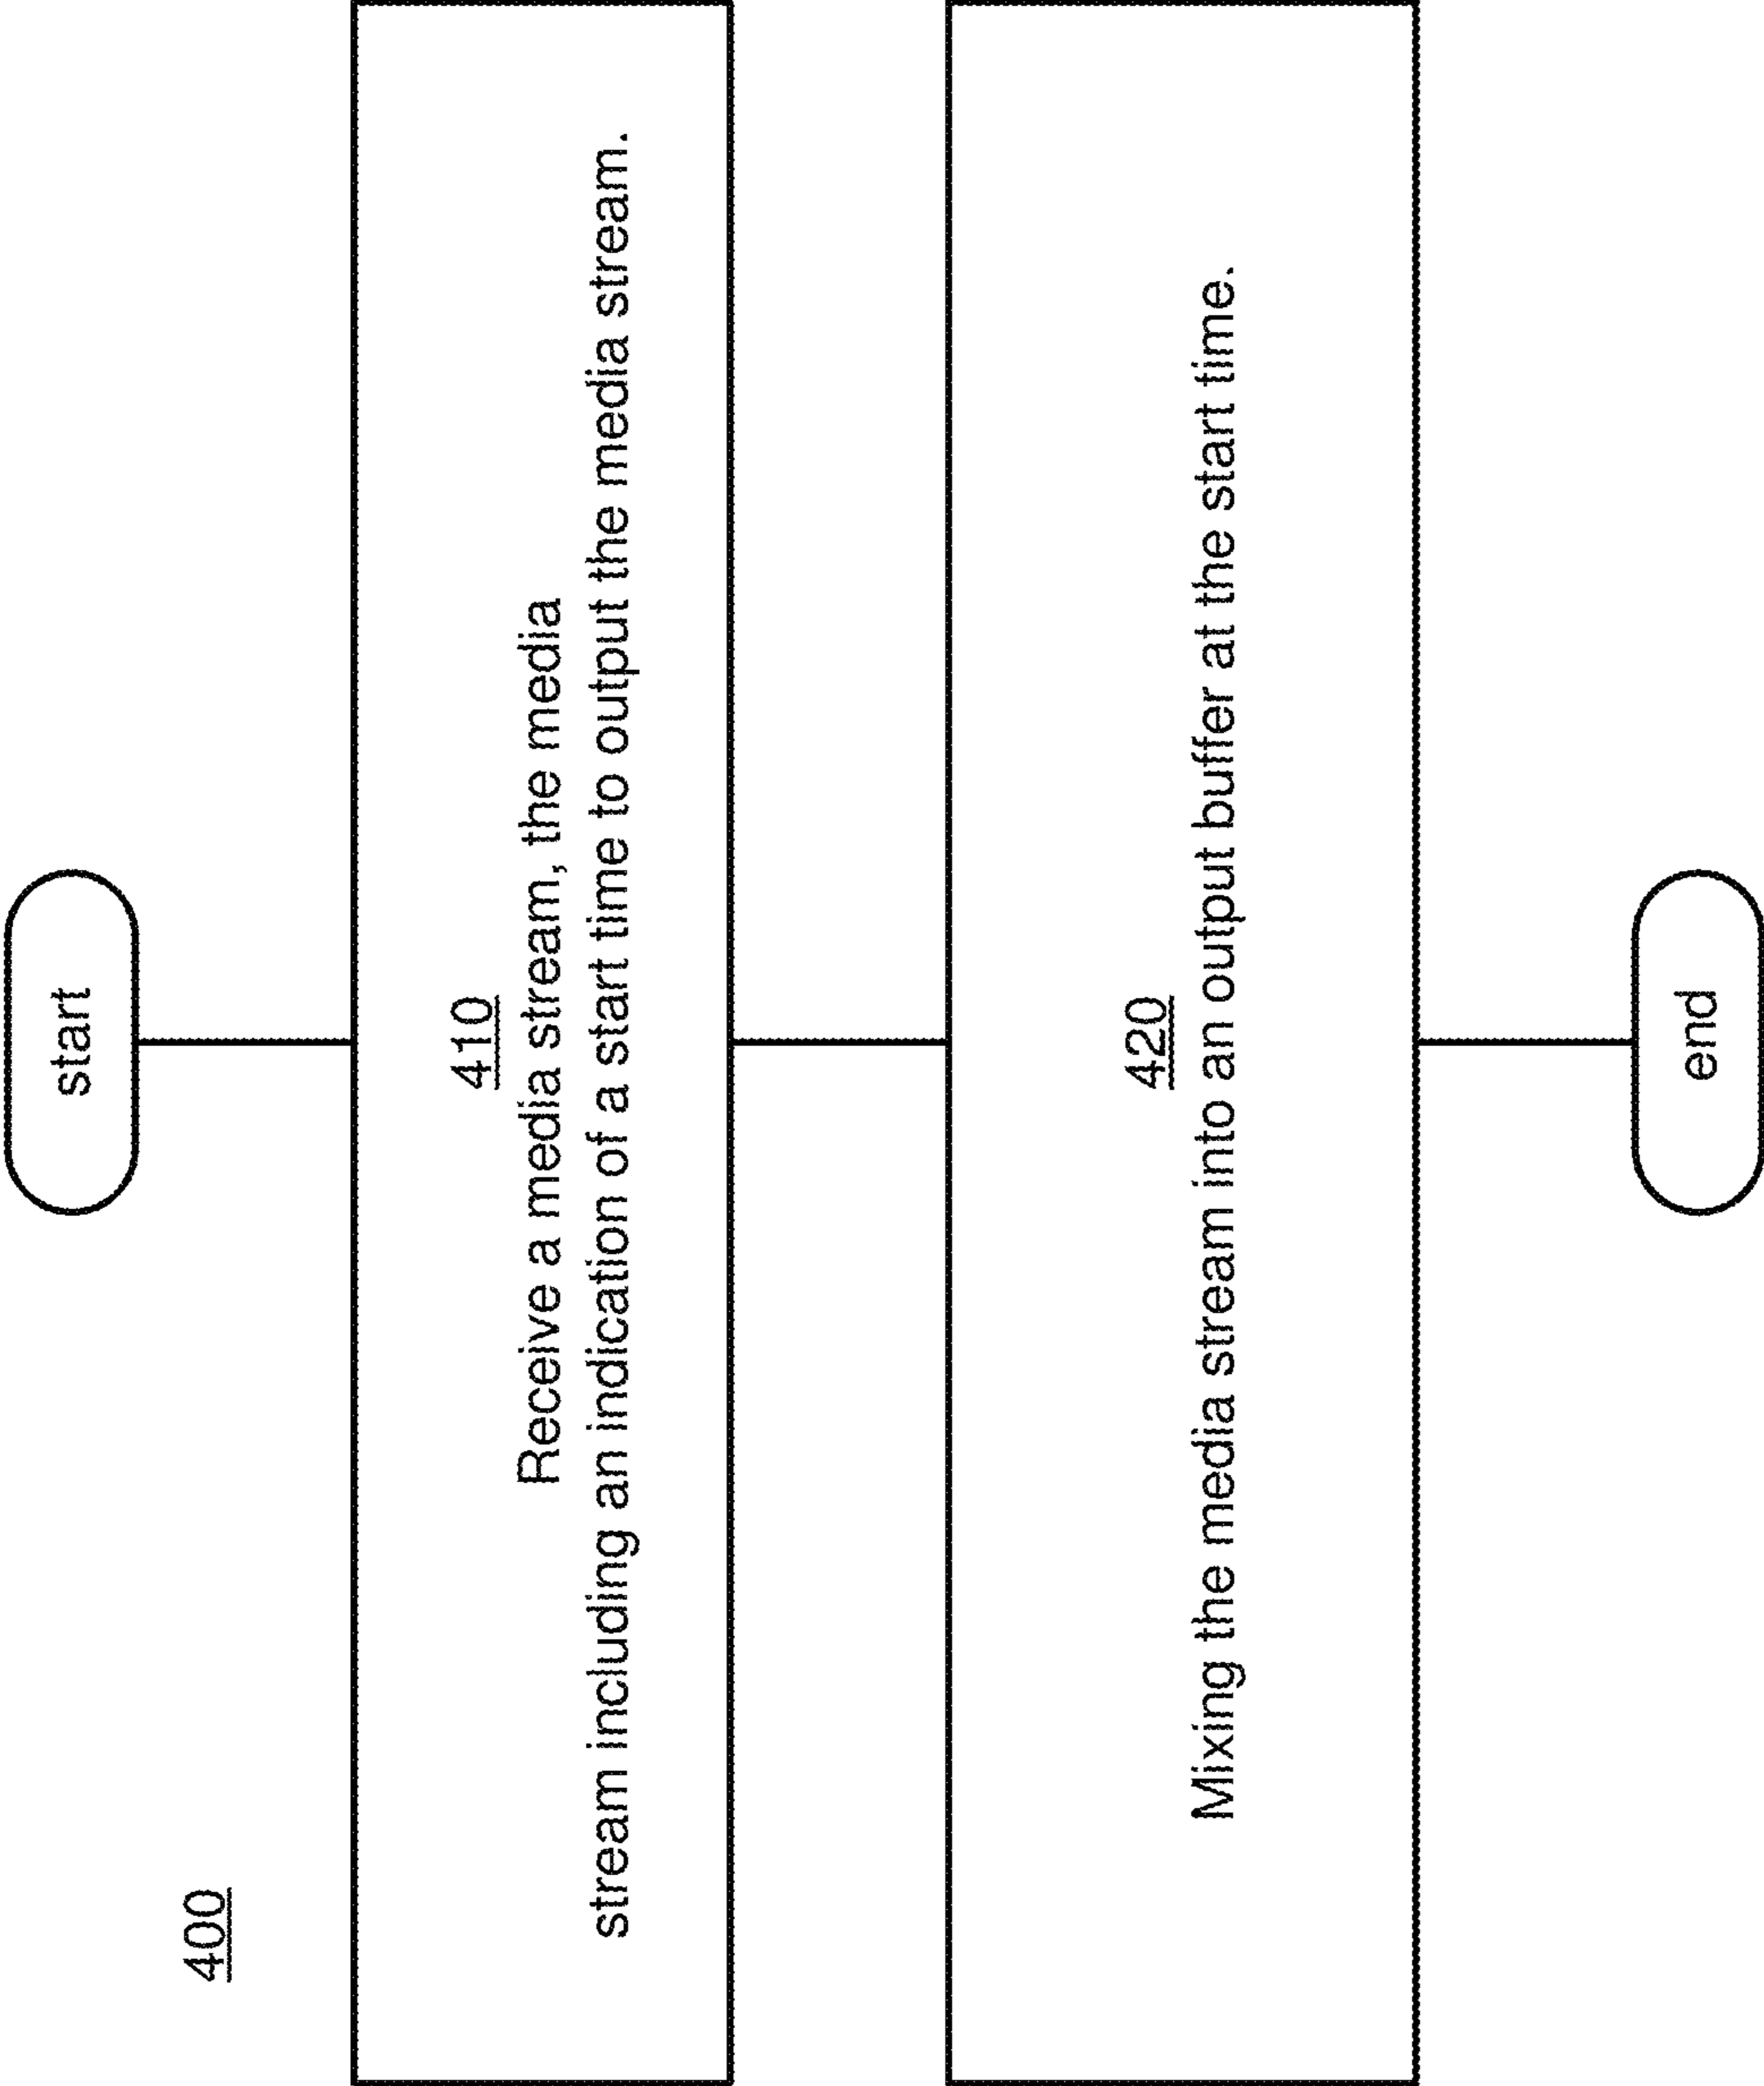 400
start
410
Receive a media stream, the media
stream including an indication of a start time to output the media stream.
420
Mixing the media stream into an output buffer at the start time.
end